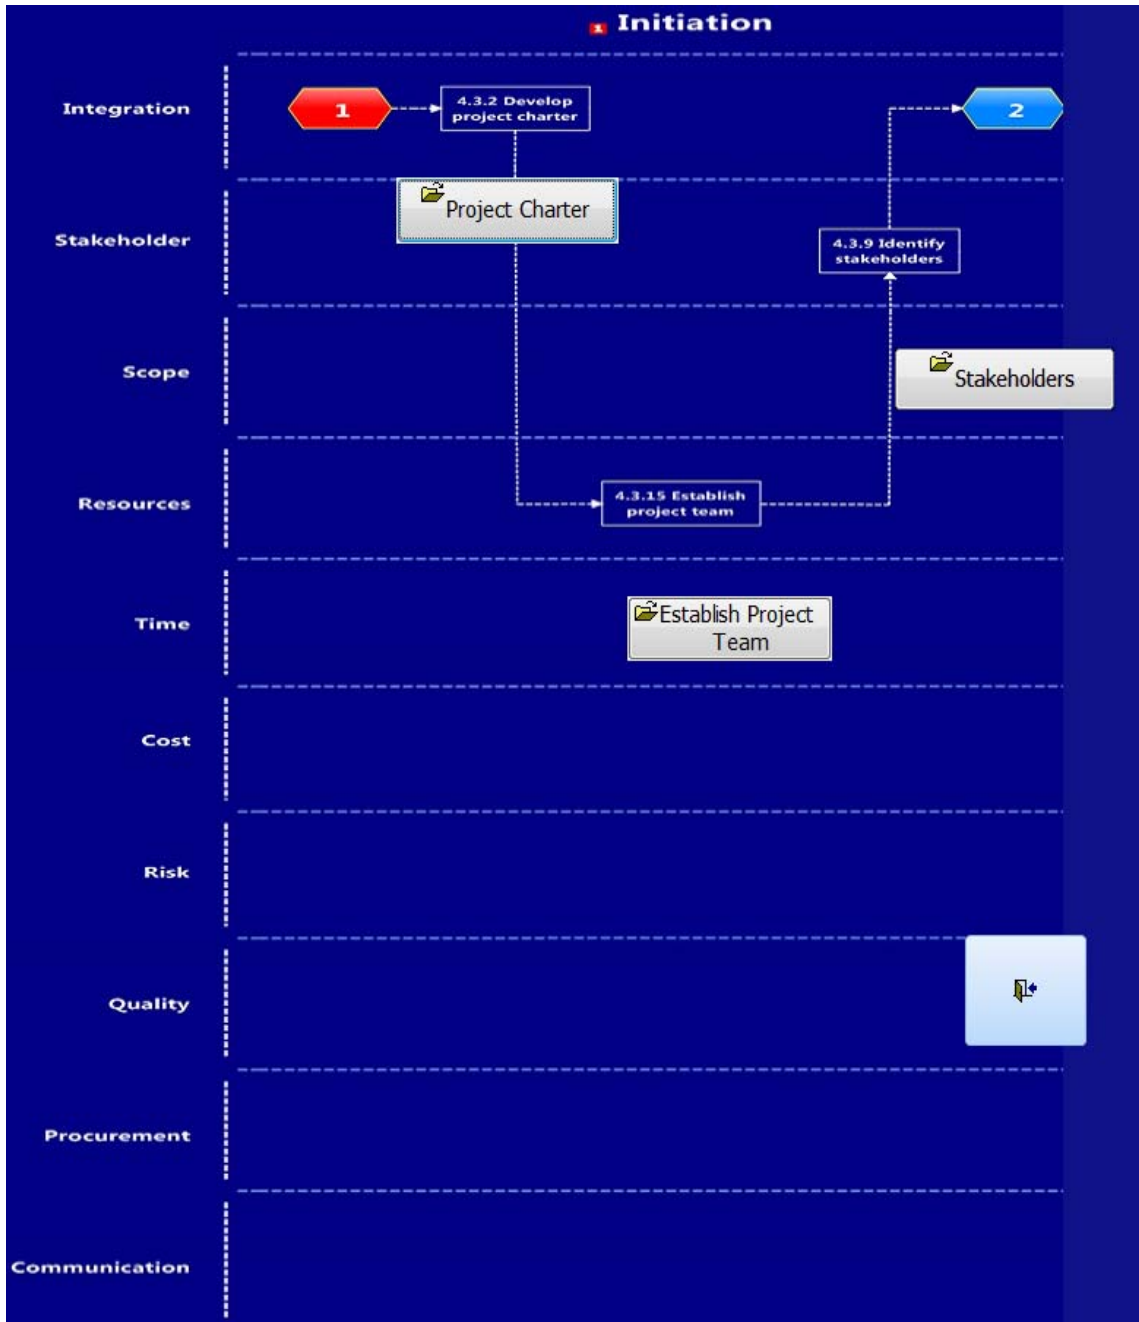 1 Initiation
Integration
1
4.3.2 Develop
project charter
2
Project Charter
Stakeholder
4.3.9 Identify
stakeholders
Scope
Stakeholders
Resources
4.3.15 Establish
project team
Time
Establish Project
Team
Cost
Risk
Quality
Procurement
Communication